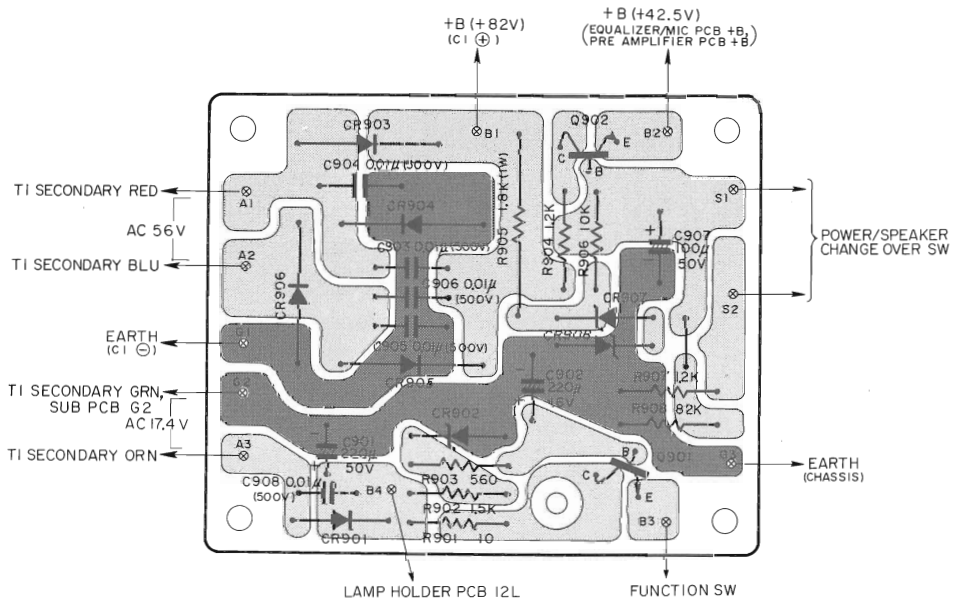 +B (+82V)
(C1 ⊕)
+B (+42.5V)
(EQUALIZER/MIC PCB +B,
PRE AMPLIFIER PCB +B)
CR903
B1
Q902
B2
C
E
B
C904 0.01μ (500V)
T1 SECONDARY RED
A1
CR904
R905 1.8K (1W)
R904 1.2K
R906 10K
S1
AC 56V
C903 0.01μ (500V)
+
C907
100μ
50V
POWER/SPEAKER
CHANGE OVER SW
T1 SECONDARY BLU
A2
CR906
C906 0.01μ
(500V)
CR907
S2
EARTH
(C1 ⊖)
G1
C905 0.01μ (500V)
CR908
CR905
T1 SECONDARY GRN,
SUB PCB G2
G2
C902
220μ
16V
+
R907 1.2K
R908 82K
AC 17.4V
CR902
T1 SECONDARY ORN
A3
C901
220μ
50V
+
R903 560
B
Q901
C
E
G3
EARTH
(CHASSIS)
C908 0.01μ
(500V)
B4
R902 1.5K
CR901
R901 10
B3
LAMP HOLDER PCB 12L
FUNCTION SW